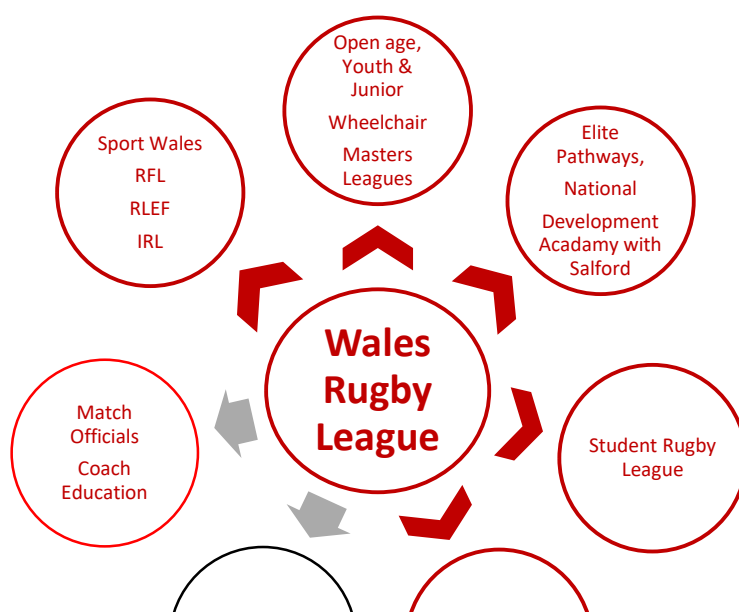 Open age,
Youth &
Junior
Wheelchair
Masters
Leagues
Sport Wales
RFL
RLEF
IRL
Elite
Pathways,
National
Development
Acadamy with
Salford
Wales
Rugby
League
Match
Officials
Coach
Education
Student Rugby
League